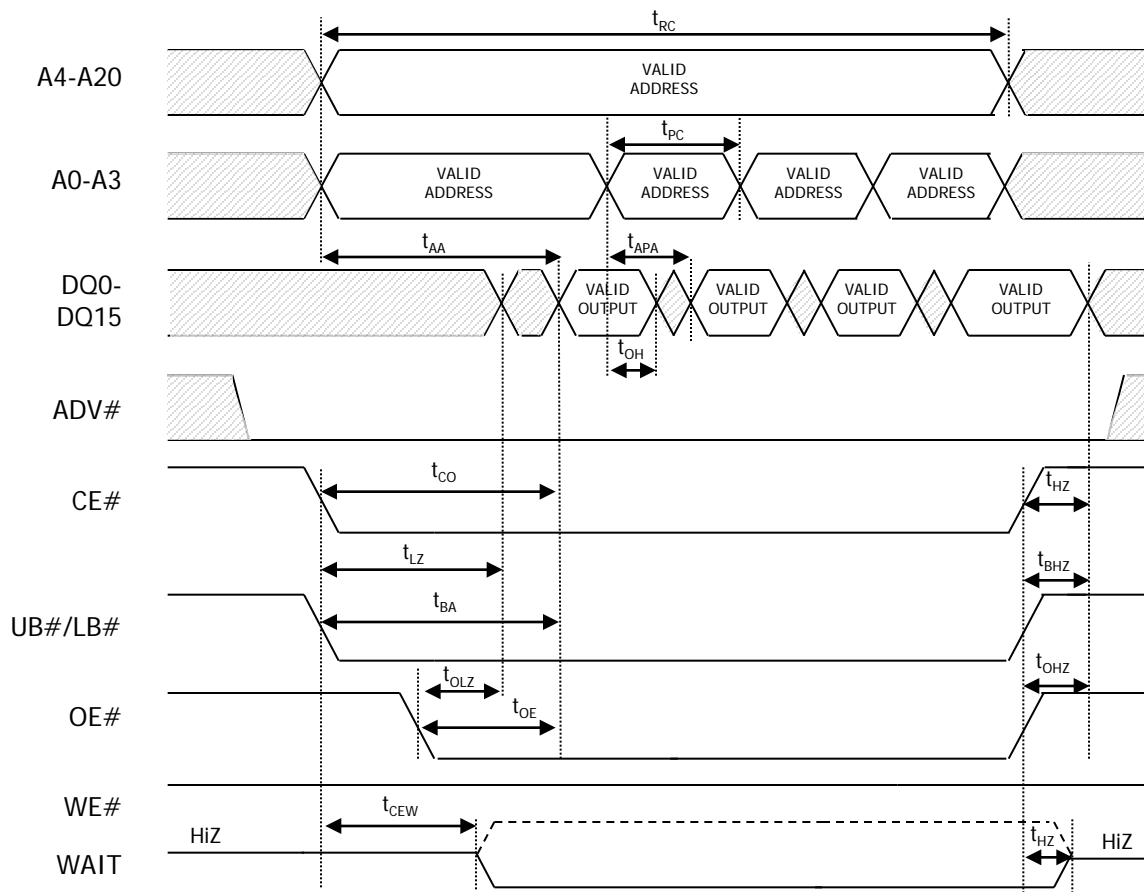 tRC
A4-A20
VALID
ADDRESS
tPC
A0-A3
VALID
ADDRESS
VALID
ADDRESS
VALID
ADDRESS
VALID
ADDRESS
tAA
tAPA
DQ0-
DQ15
VALID
OUTPUT
VALID
OUTPUT
VALID
OUTPUT
VALID
OUTPUT
tOH
ADV#
tCO
tHZ
CE#
tLZ
tBHZ
tBA
UB#/LB#
tOLZ
tOHZ
tOE
OE#
WE#
tCEW
HiZ
tHZ
HiZ
WAIT